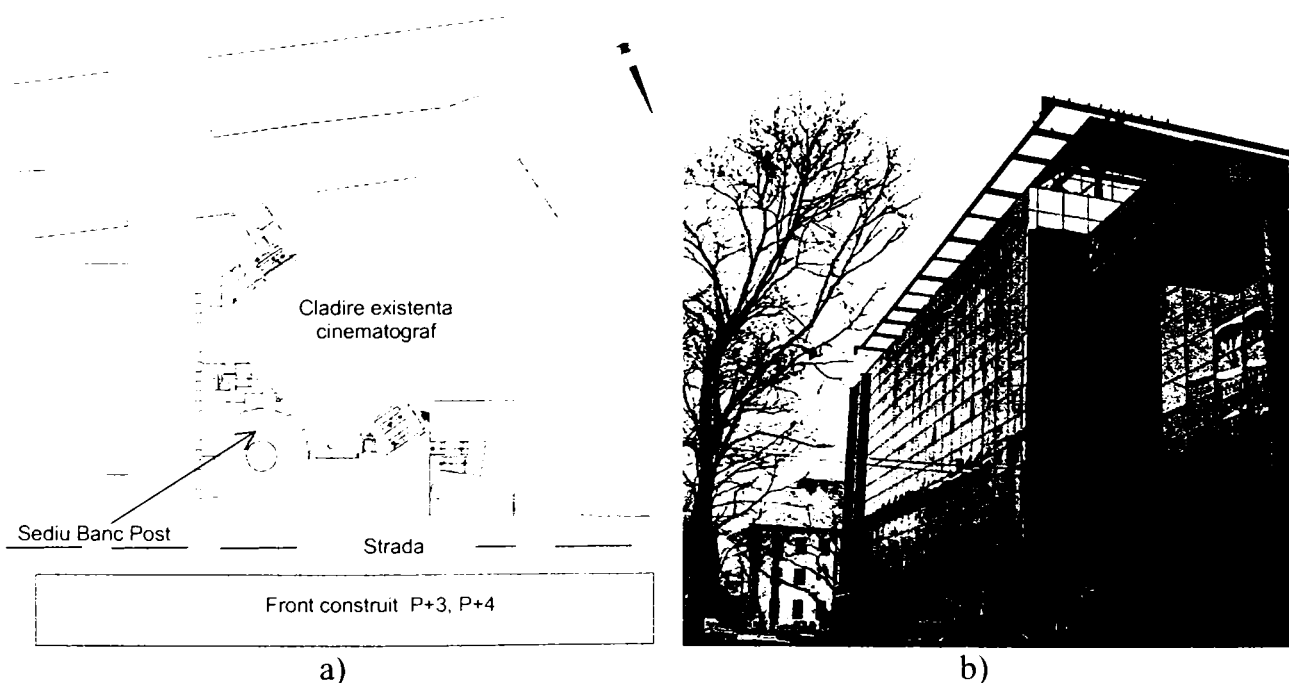 Cladire existenta
cinematograf
Sediu Banc Post
Strada
Front construit P+3, P+4
a)
b)